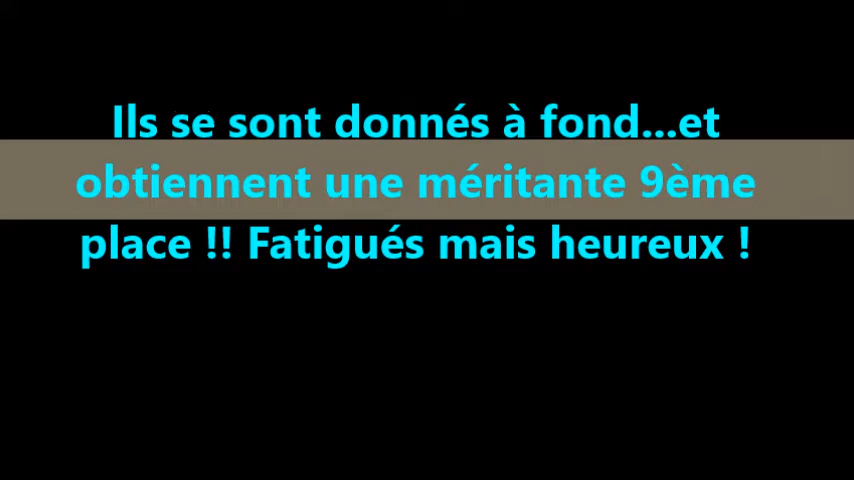 Ils se sont donnés à fond...et
obtiennent une méritante 9ème
place !! Fatigués mais heureux !